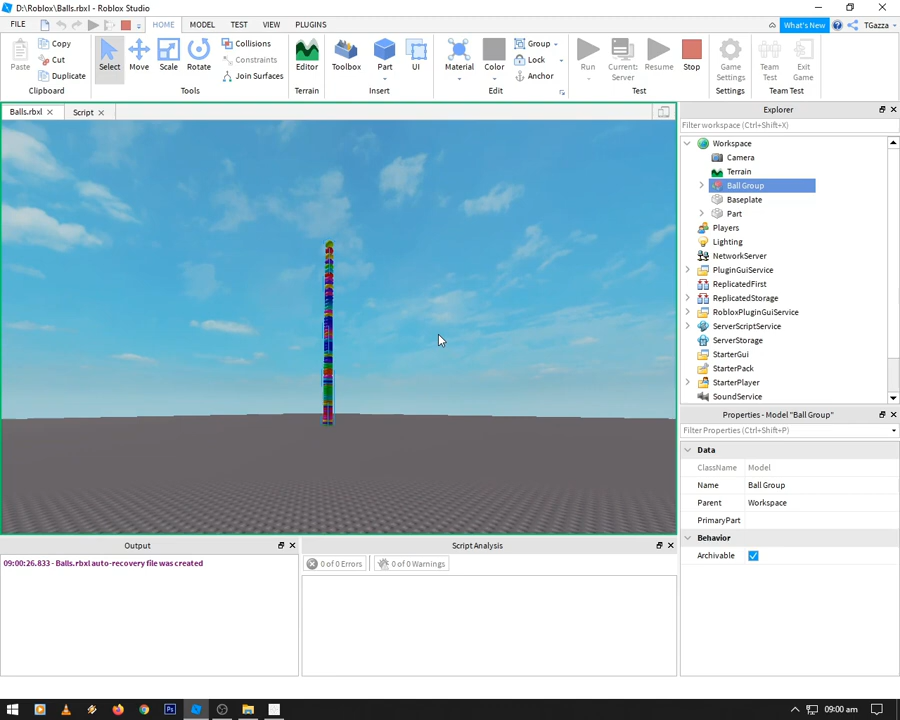 D:\Roblox\Balls.rbxl - Roblox Studio
FILE HOME MODEL TEST VIEW PLUGINS What's New TGazza
Paste Copy Cut Duplicate Select Move Scale Rotate Collisions Constraints Join Surfaces Editor Toolbox Part UI Material Color Group Lock Anchor Run Current: Server Resume Stop Game Settings Team Test Exit Game
Clipboard Tools Terrain Insert Edit Test Settings Team Test
Balls.rbxl Script
Explorer
Filter workspace (Ctrl+Shift+X)
Workspace
Camera
Terrain
Ball Group
Baseplate
Part
Players
Lighting
NetworkServer
PluginGuiService
ReplicatedFirst
ReplicatedStorage
RobloxPluginGuiService
ServerScriptService
ServerStorage
StarterGui
StarterPack
StarterPlayer
SoundService
Properties - Model "Ball Group"
Filter Properties (Ctrl+Shift+P)
Data
ClassName Model
Name Ball Group
Parent Workspace
PrimaryPart
Behavior
Archivable
Output
09:00:26.833 - Balls.rbxl auto-recovery file was created
Script Analysis
0 of 0 Errors 0 of 0 Warnings
Ps 09:00 am